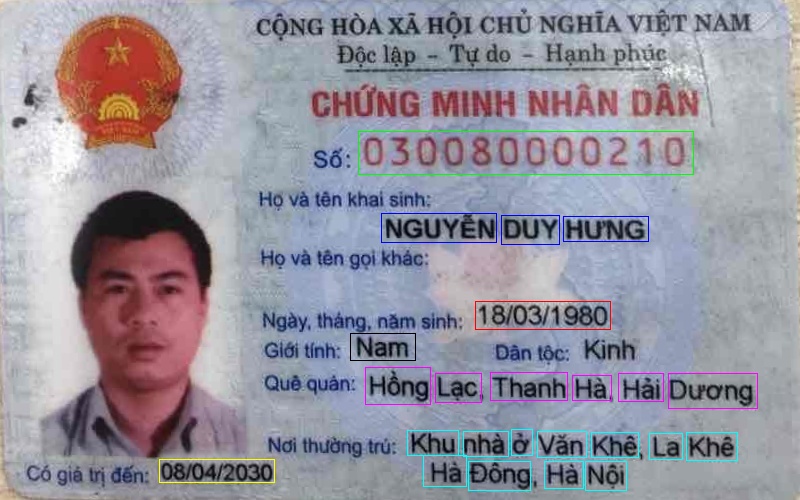 CỘNG HÒA XÃ HỘI CHỦ NGHĨA VIỆT NAM
Độc lập - Tự do - Hạnh phúc
CHỨNG MINH NHÂN DÂN
Số: 030080000210
Họ và tên khai sinh:
NGUYỄN DUY HƯNG
Họ và tên gọi khác:
Ngày, tháng, năm sinh: 18/03/1980
Giới tính: Nam Dân tộc: Kinh
Quê quán: Hồng Lạc, Thanh Hà, Hải Dương
Nơi thường trú: Khu nhà ở Văn Khê, La Khê
Hà Đông, Hà Nội
Có giá trị đến: 08/04/2030